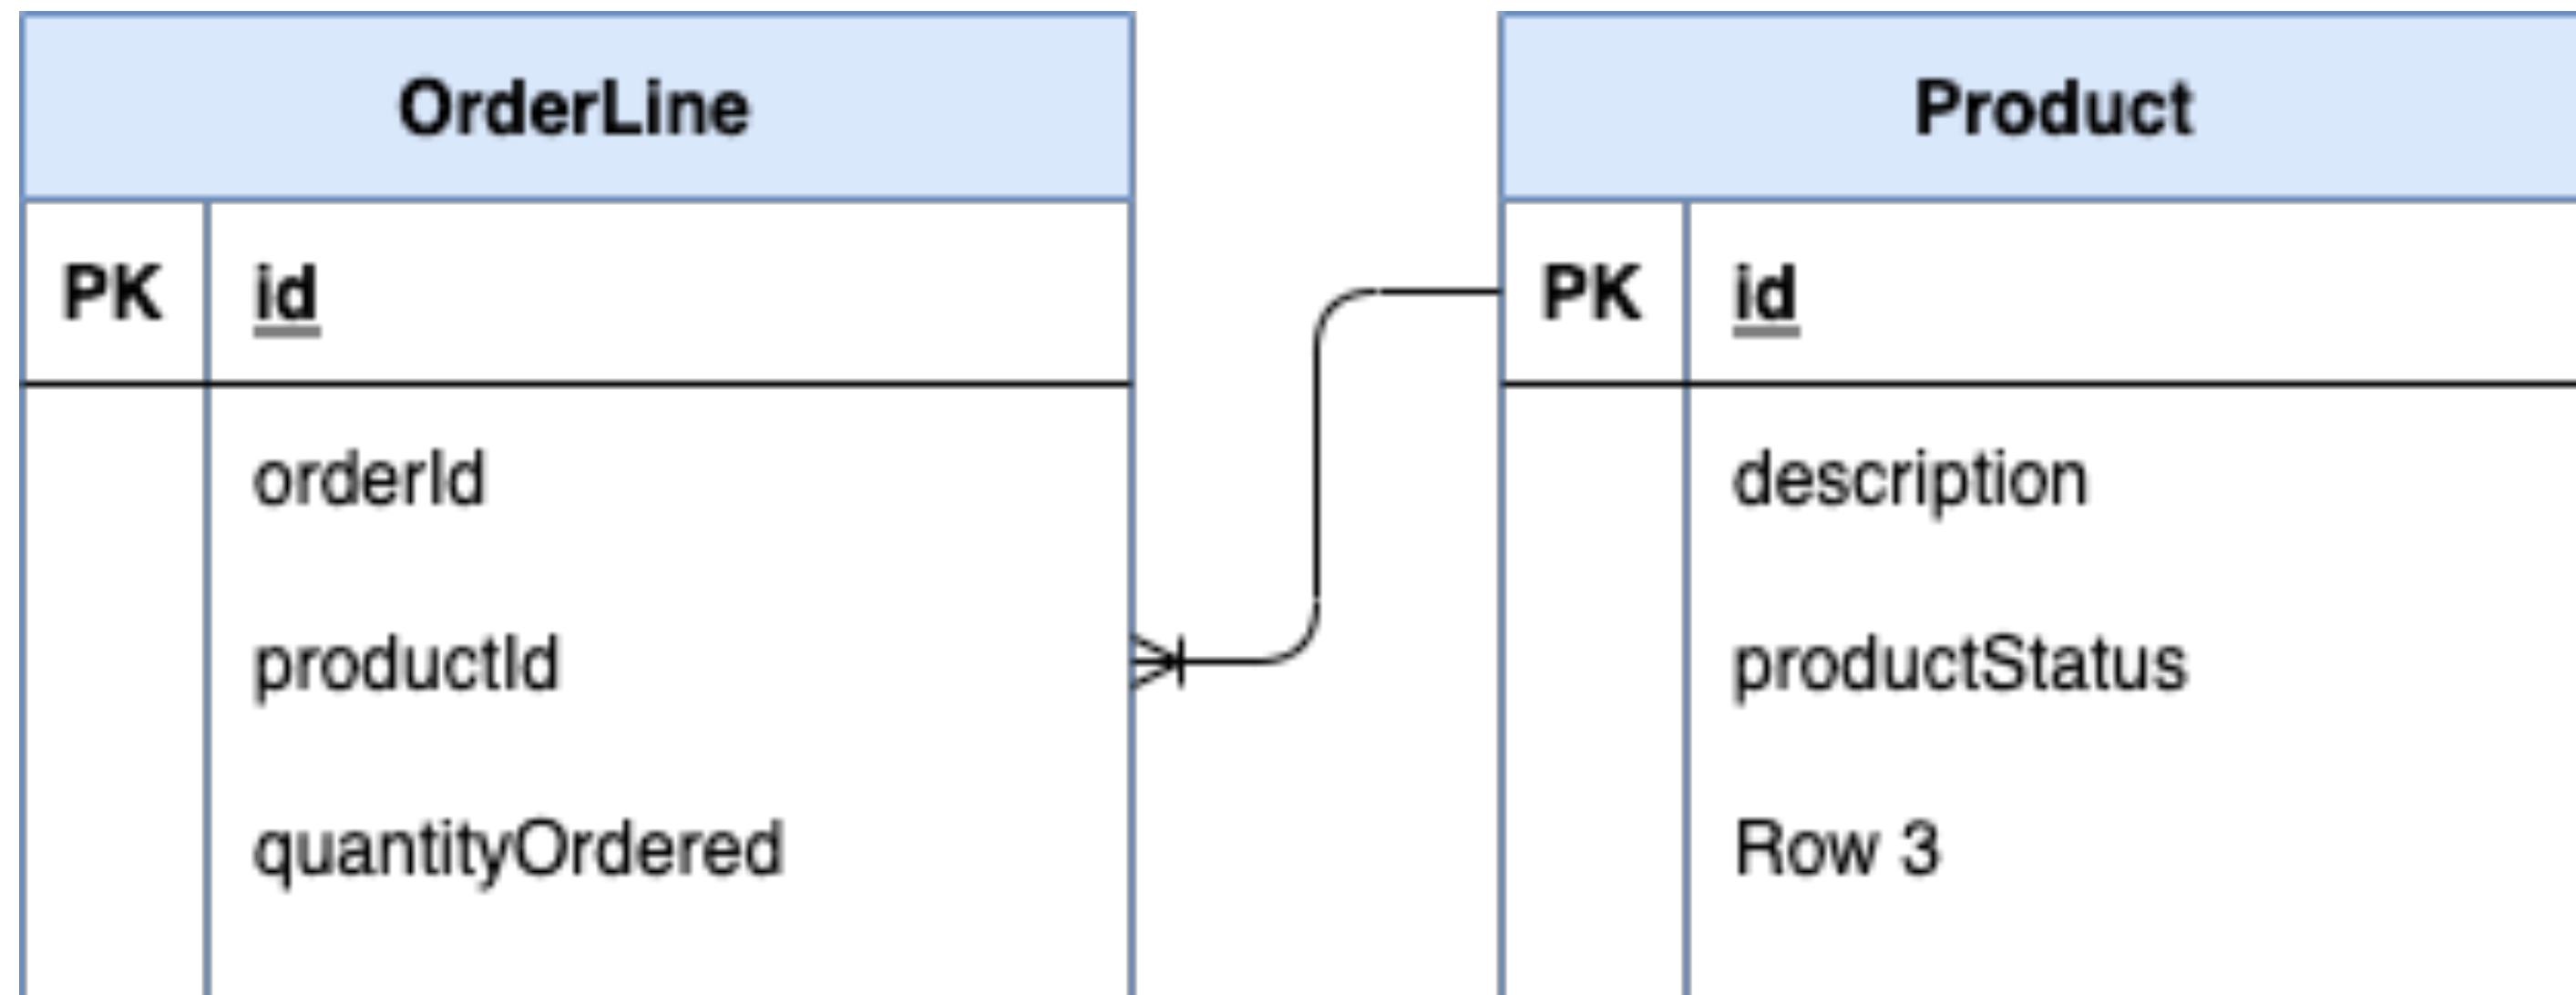 OrderLine
PK id
orderId
productId
quantityOrdered
Product
PK id
description
productStatus
Row 3